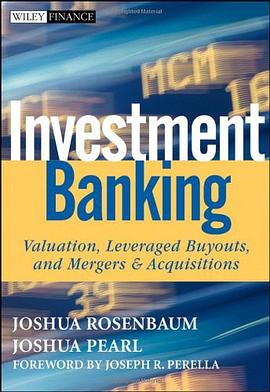 WILEY FINANCE
MCM
Investment
Banking
Valuation, Leveraged Buyouts,
and Mergers & Acquisitions
39
JOSHUA ROSENBAUM
JOSHUA PEARL
FOREWORD BY JOSEPH R. PERELLA